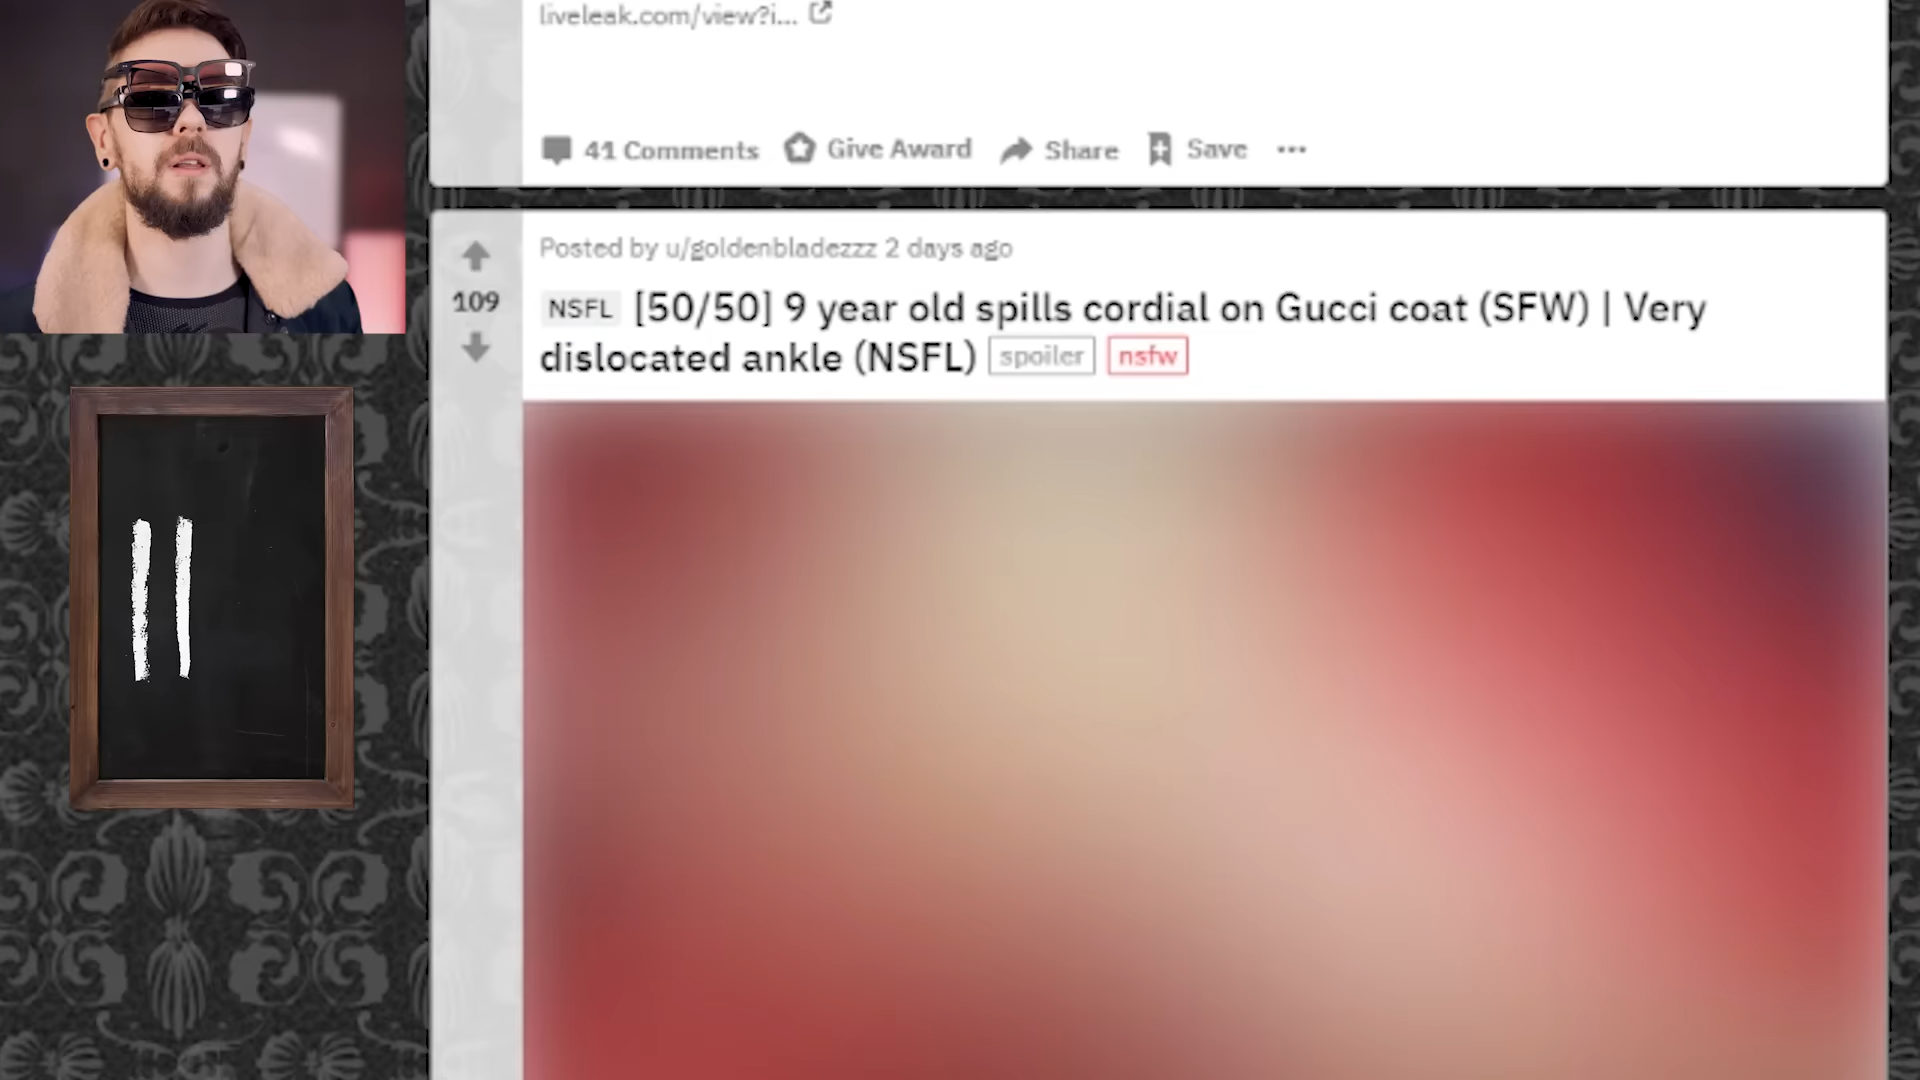 liveleak.com/view?i...
41 Comments Give Award Share Save
Posted by u/goldenbladezzz 2 days ago
109
NSFL [50/50] 9 year old spills cordial on Gucci coat (SFW) | Very
dislocated ankle (NSFL) spoiler nsfw